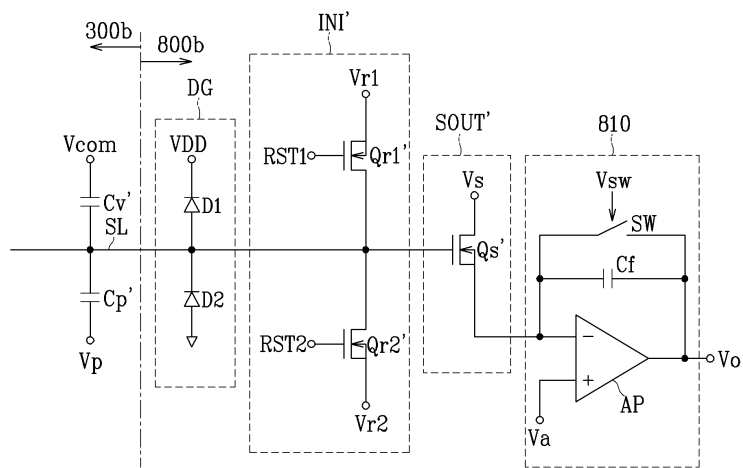 INI'
300b
800b
DG
Vr1
SOUT'
810
Vcom
VDD
RST1
Qr1'
Vs
Vsw
Cv'
D1
SW
SL
Qs'
Cf
Cp'
D2
RST2
Qr2'
−
Vp
+
Vo
AP
Vr2
Va